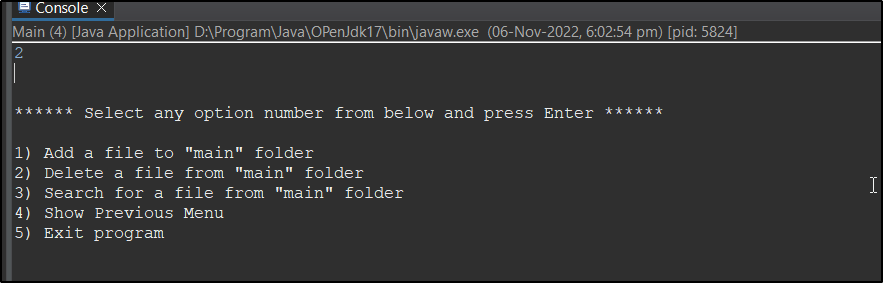 Console
Main (4) [Java Application] D:\Program\Java\OPenJdk17\bin\javaw.exe (06-Nov-2022, 6:02:54 pm) [pid: 5824]
2
****** Select any option number from below and press Enter ******
1) Add a file to "main" folder
2) Delete a file from "main" folder
3) Search for a file from "main" folder
4) Show Previous Menu
5) Exit program